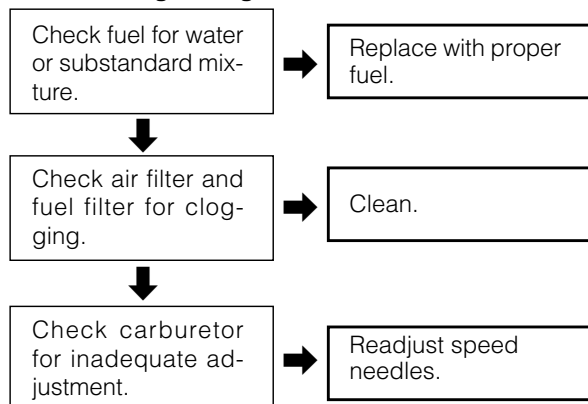 Check fuel for water
or substandard mix-
ture.
Replace with proper
fuel.
Check air filter and
fuel filter for clog-
ging.
Clean.
Check carburetor
for inadequate ad-
justment.
Readjust speed
needles.